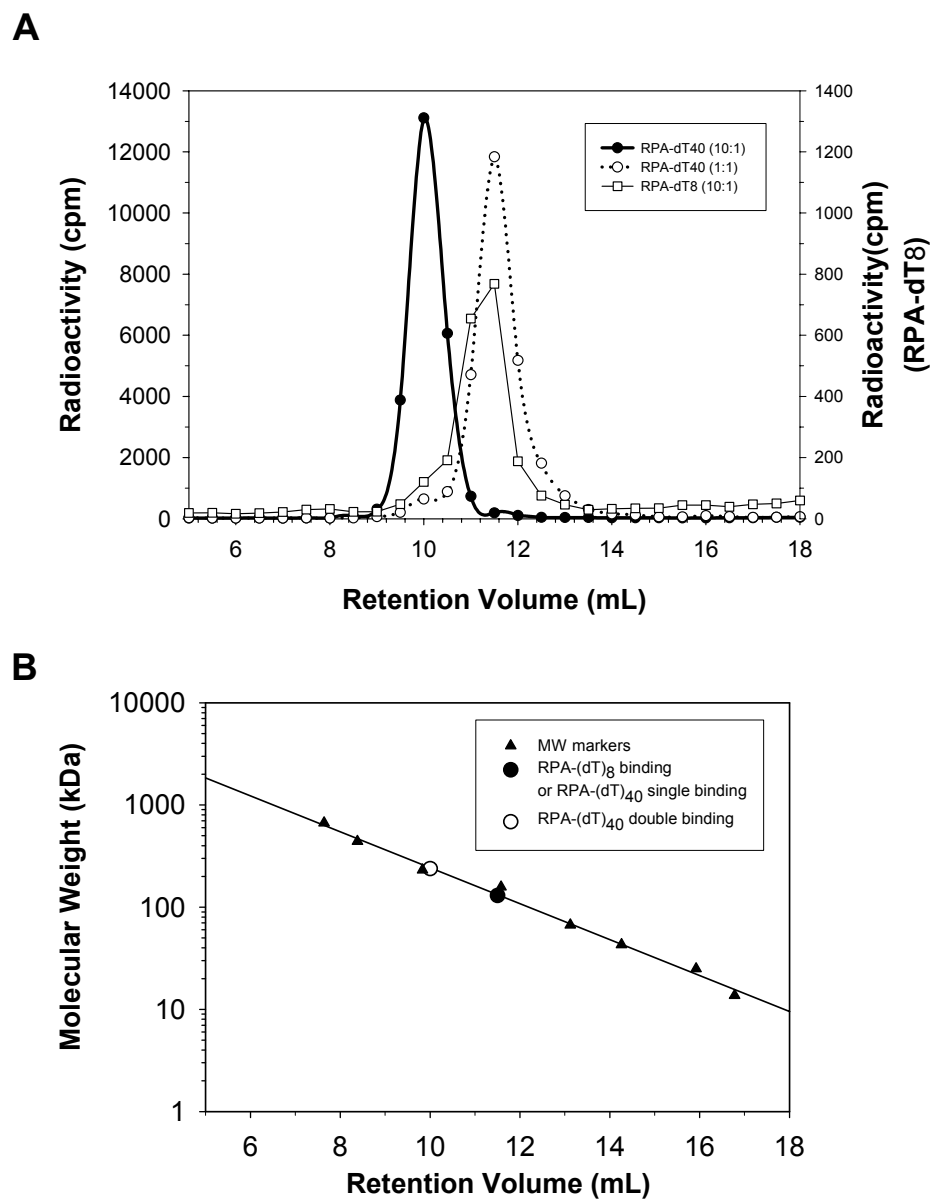 A
14000
12000
10000
8000
6000
4000
2000
0
Radioactivity (cpm)
1400
1200
1000
800
600
400
200
0
Radioactivity(cpm)
(RPA-dT8)
RPA-dT40 (10:1)
RPA-dT40 (1:1)
RPA-dT8 (10:1)
6 8 10 12 14 16 18
Retention Volume (mL)
B
10000
1000
100
10
1
Molecular Weight (kDa)
MW markers
RPA-(dT)8 binding
or RPA-(dT)40 single binding
RPA-(dT)40 double binding
6 8 10 12 14 16 18
Retention Volume (mL)